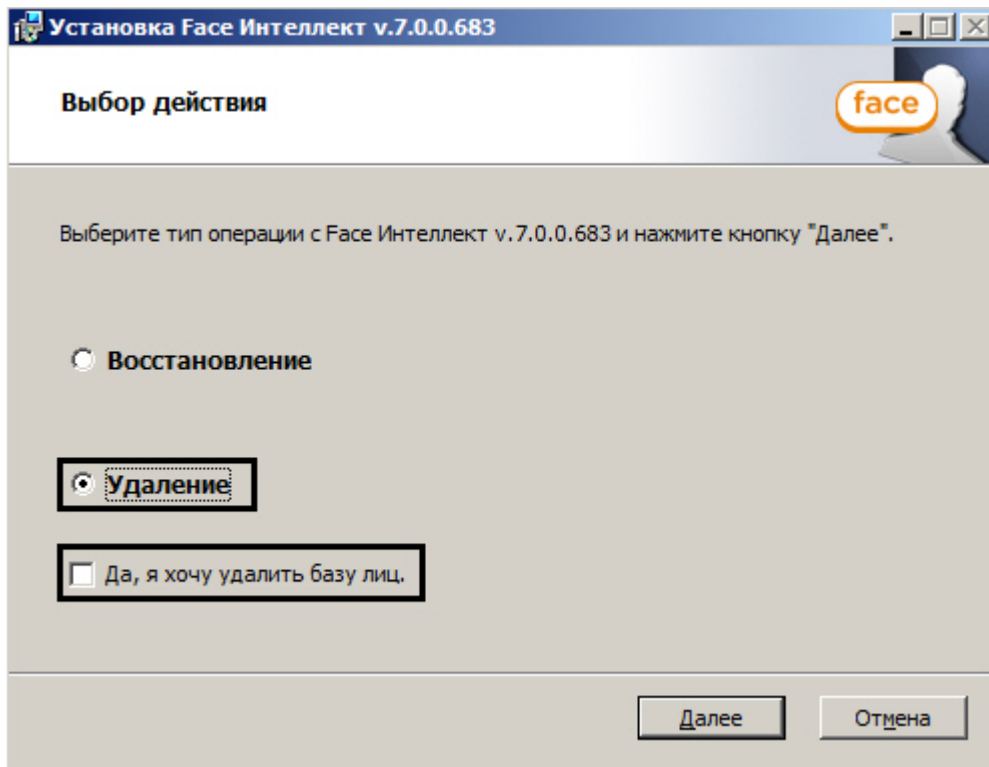 Установка Face Интеллект v.7.0.0.683
Выбор действия
face
Выберите тип операции с Face Интеллект v.7.0.0.683 и нажмите кнопку "Далее".
Восстановление
Удаление
Да, я хочу удалить базу лиц.
Далее
Отмена